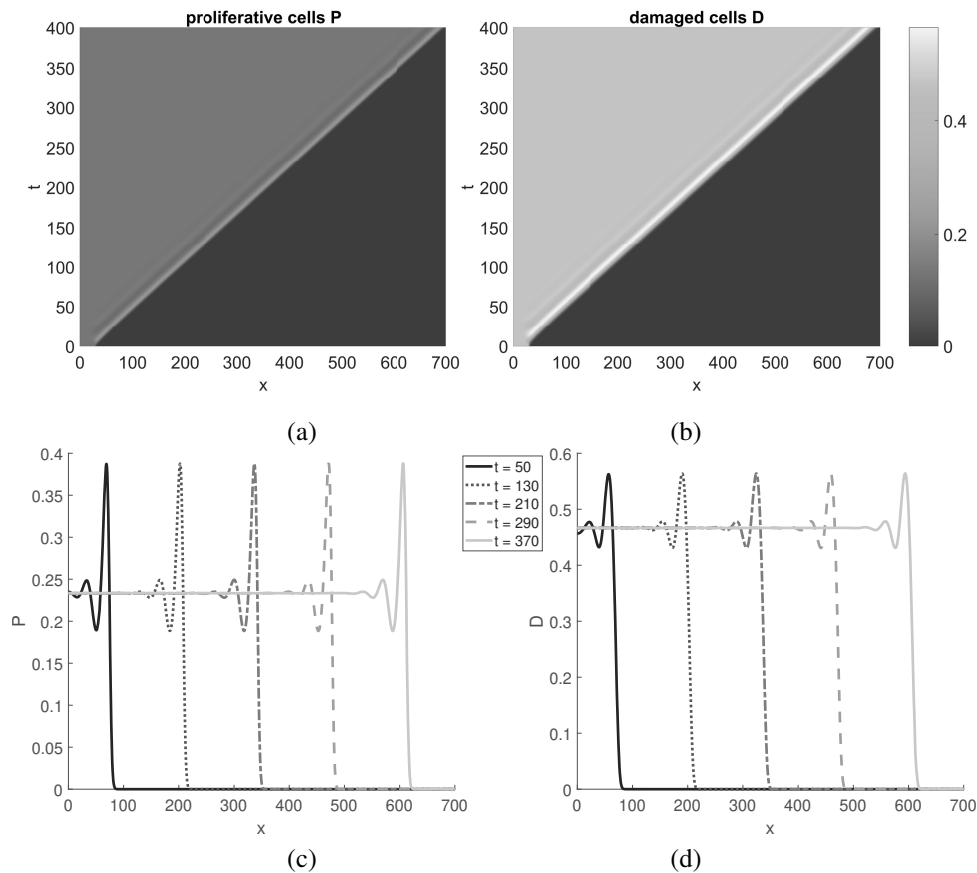 proliferative cells P
400
350
300
250
200
150
100
50
0
t
0 100 200 300 400 500 600 700
x
(a)
damaged cells D
400
350
300
250
200
150
100
50
0
t
0 100 200 300 400 500 600 700
x
0.4
0.2
0
(b)
0.4
0.35
0.3
0.25
0.2
0.15
0.1
0.05
0
P
0 100 200 300 400 500 600 700
x
(c)
t = 50
t = 130
t = 210
t = 290
t = 370
0.6
0.5
0.4
0.3
0.2
0.1
0
D
0 100 200 300 400 500 600 700
x
(d)